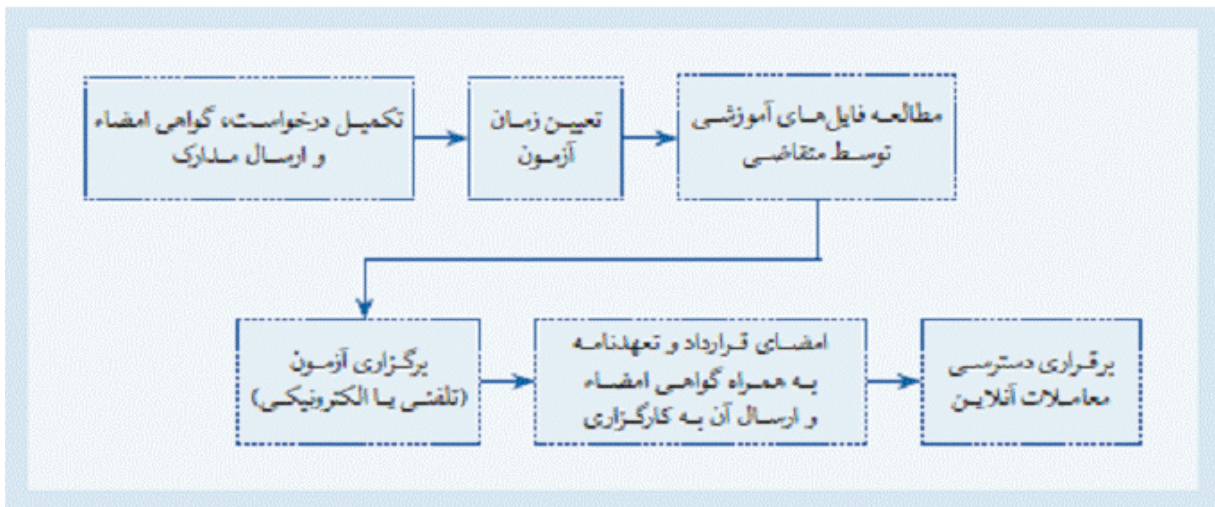 تکمیل درخواست، گواهی امضاء
و ارسال مدارک
تعیین زمان
آزمون
مطالعه فایل‌های آموزشی
توسط متقاضی
برگزاری آزمون
(تلفنی یا الکترونیکی)
امضای قرارداد و تعهدنامه
به همراه گواهی امضاء
و ارسال آن به کارگزاری
برقراری دسترسی
معاملات آنلاین